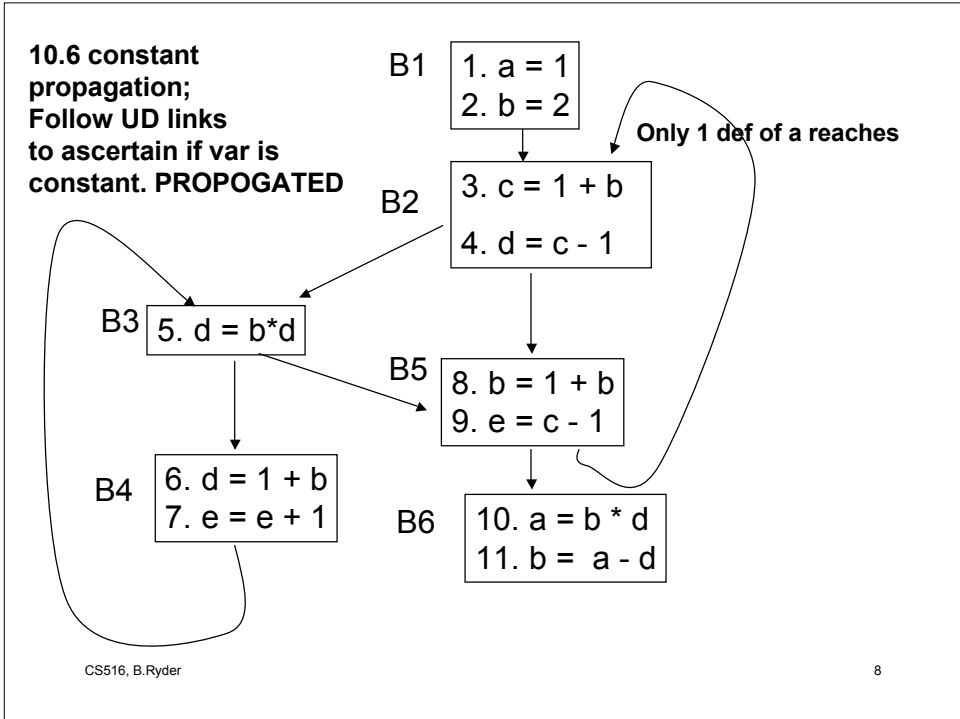 10.6 constant
propagation;
Follow UD links
to ascertain if var is
constant. PROPOGATED
B1
1. a = 1
2. b = 2
Only 1 def of a reaches
B2
3. c = 1 + b
4. d = c - 1
B3
5. d = b*d
B5
8. b = 1 + b
9. e = c - 1
B4
6. d = 1 + b
7. e = e + 1
B6
10. a = b * d
11. b = a - d
CS516, B.Ryder
8